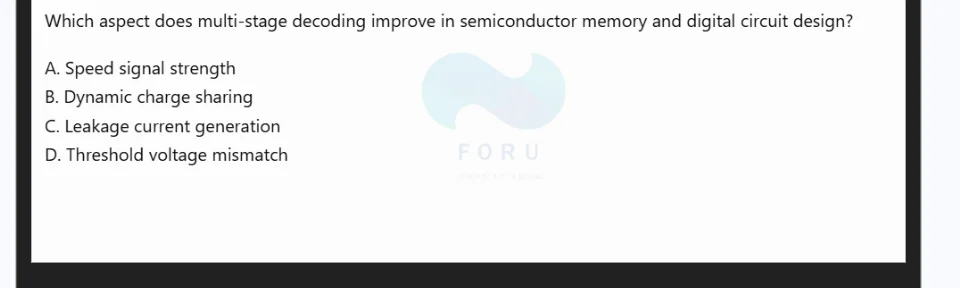 Which aspect does multi-stage decoding improve in semiconductor memory and digital circuit design?
A. Speed signal strength
B. Dynamic charge sharing
C. Leakage current generation
D. Threshold voltage mismatch
FORU